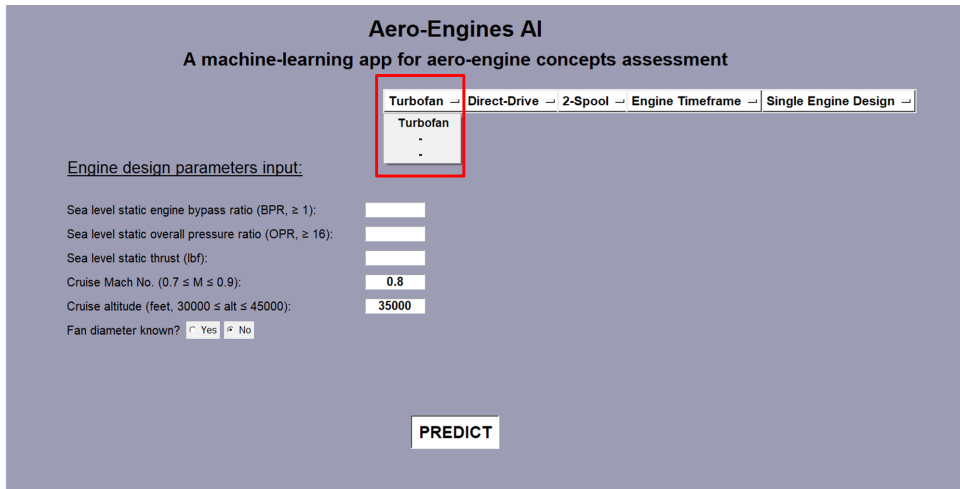 Aero-Engines AI
A machine-learning app for aero-engine concepts assessment
Turbofan Direct-Drive 2-Spool Engine Timeframe Single Engine Design
Turbofan
-
-
Engine design parameters input:
Sea level static engine bypass ratio (BPR, ≥ 1):
Sea level static overall pressure ratio (OPR, ≥ 16):
Sea level static thrust (lbf):
Cruise Mach No. (0.7 ≤ M ≤ 0.9): 0.8
Cruise altitude (feet, 30000 ≤ alt ≤ 45000): 35000
Fan diameter known? Yes No
PREDICT